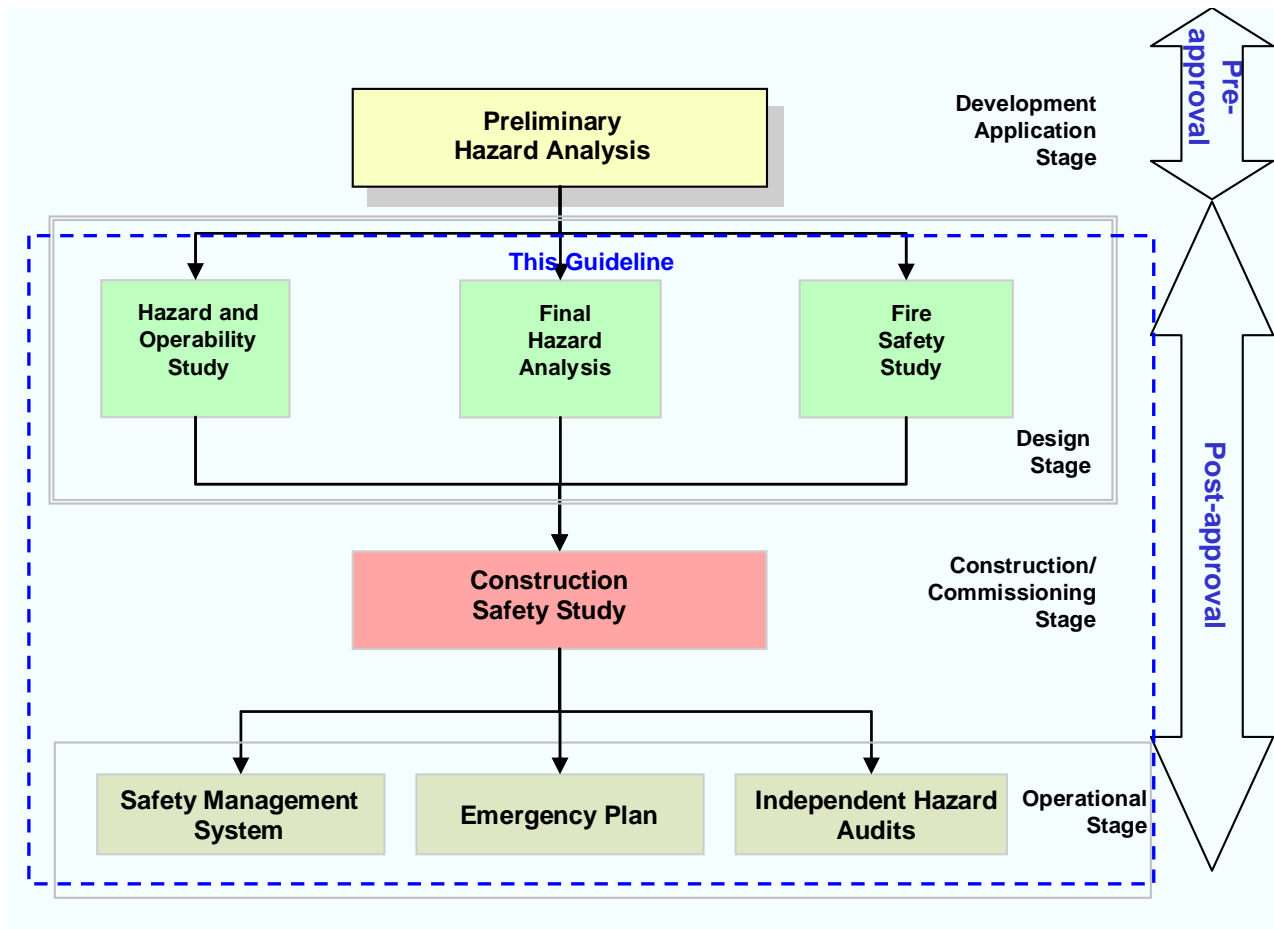 Pre-
approval
Preliminary
Hazard Analysis
Development
Application
Stage
This Guideline
Hazard and
Operability
Study
Final
Hazard
Analysis
Fire
Safety
Study
Design
Stage
Post-approval
Construction
Safety Study
Construction/
Commissioning
Stage
Safety Management
System
Emergency Plan
Independent Hazard
Audits
Operational
Stage